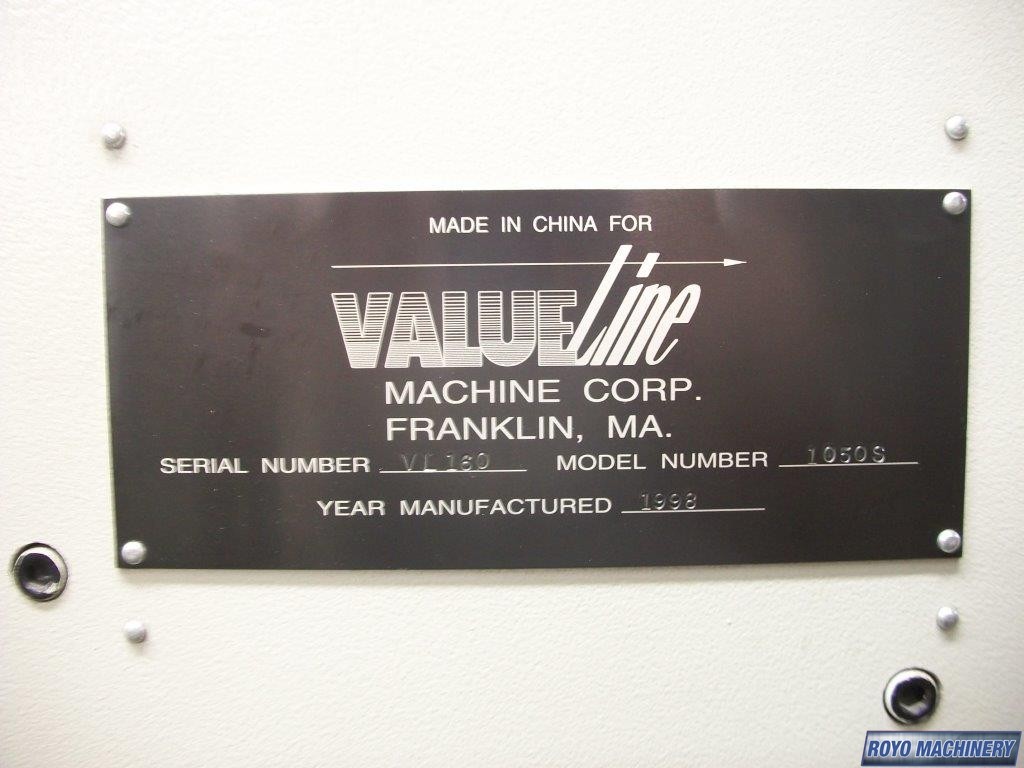 MADE IN CHINA FOR
VALUE Line
MACHINE CORP.
FRANKLIN, MA.
SERIAL NUMBER VL160 MODEL NUMBER 1050S
YEAR MANUFACTURED 1998
ROYO MACHINERY